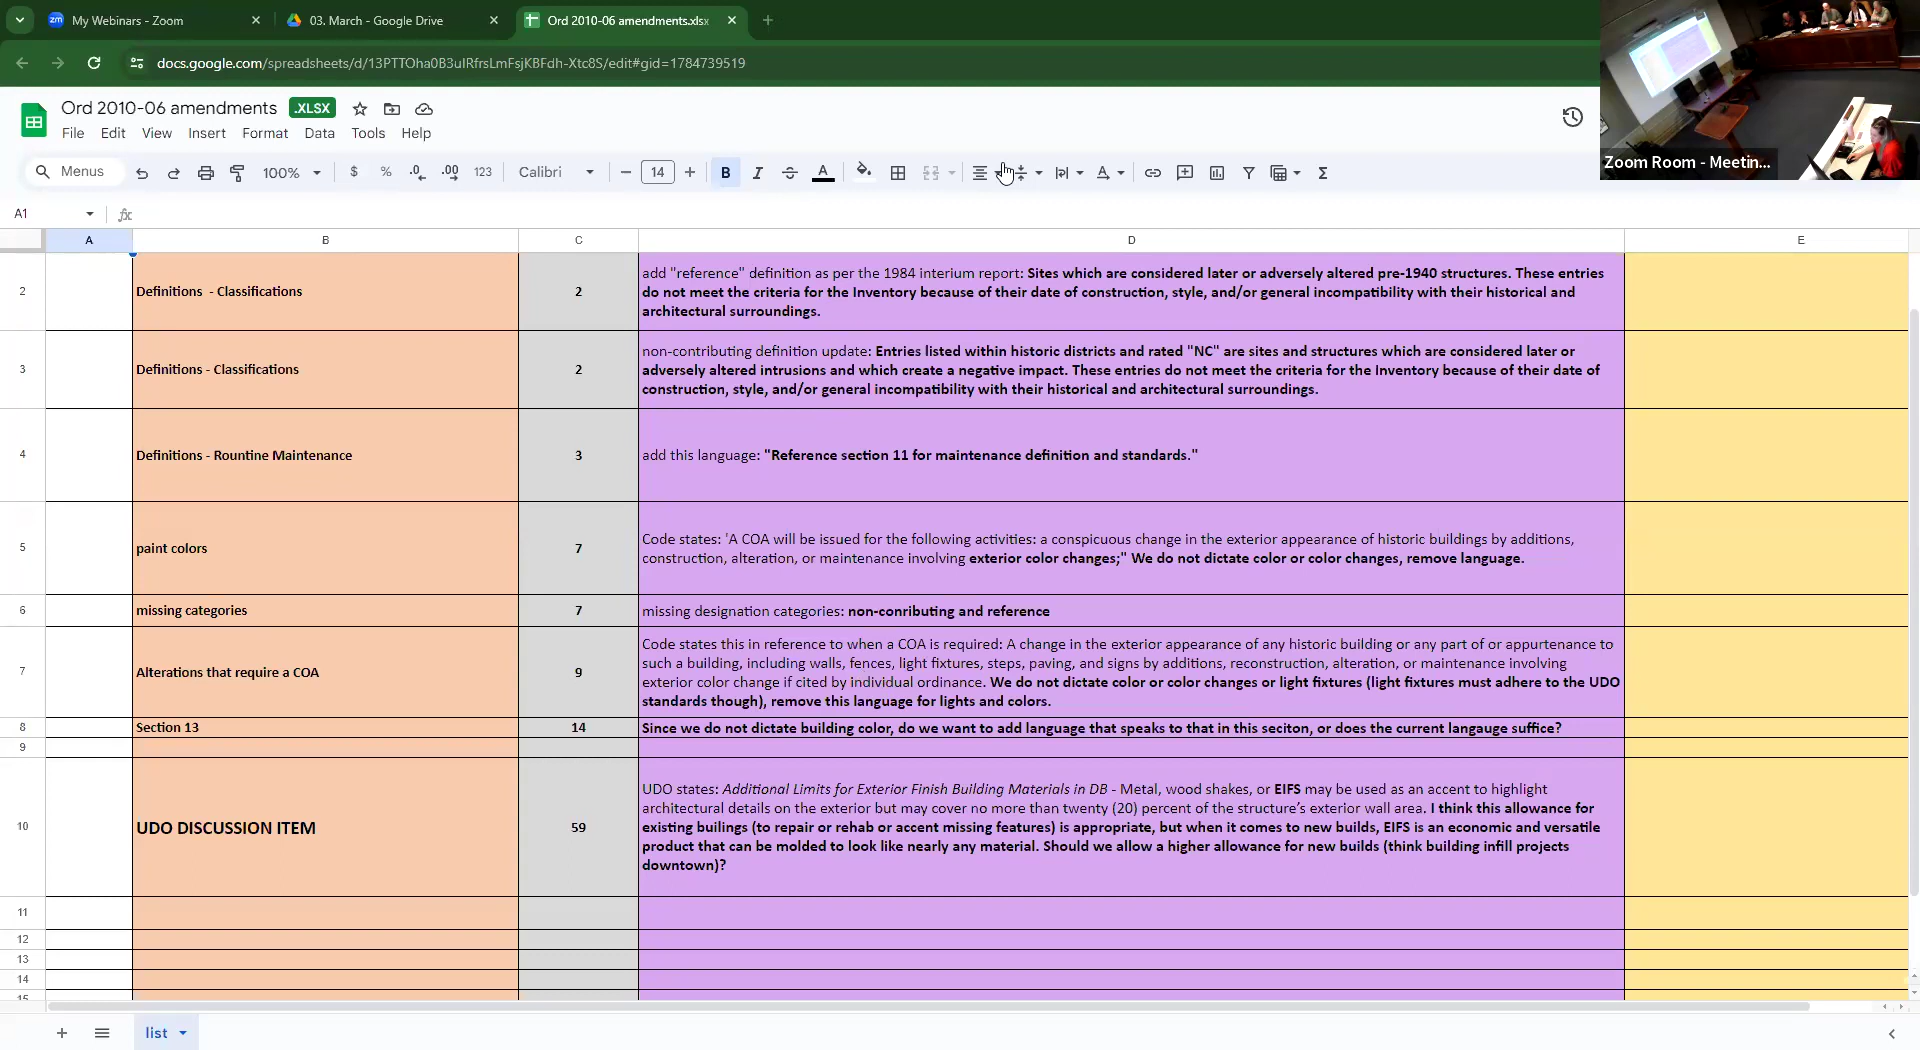 My Webinars - Zoom
03. March - Google Drive
Ord 2010-06 amendments.xlsx
docs.google.com/spreadsheets/d/13PTTOha0B3uIRfrsLmFsjKBFdh-Xtc8S/edit#gid=1784739519
Ord 2010-06 amendments .XLSX
File Edit View Insert Format Data Tools Help
Menus 100% $ % .0 .00 123 Calibri 14 B I A
A1 fx
A B C D E
2 Definitions - Classifications 2 add "reference" definition as per the 1984 interium report: Sites which are considered later or adversely altered pre-1940 structures. These entries
do not meet the criteria for the Inventory because of their date of construction, style, and/or general incompatibility with their historical and
architectural surroundings.
3 Definitions - Classifications 2 non-contributing definition update: Entries listed within historic districts and rated "NC" are sites and structures which are considered later or
adversely altered intrusions and which create a negative impact. These entries do not meet the criteria for the Inventory because of their date of
construction, style, and/or general incompatibility with their historical and architectural surroundings.
4 Definitions - Rountine Maintenance 3 add this language: "Reference section 11 for maintenance definition and standards."
5 paint colors 7 Code states: 'A COA will be issued for the following activities: a conspicuous change in the exterior appearance of historic buildings by additions,
construction, alteration, or maintenance involving exterior color changes;" We do not dictate color or color changes, remove language.
6 missing categories 7 missing designation categories: non-conributing and reference
7 Alterations that require a COA 9 Code states this in reference to when a COA is required: A change in the exterior appearance of any historic building or any part of or appurtenance to
such a building, including walls, fences, light fixtures, steps, paving, and signs by additions, reconstruction, alteration, or maintenance involving
exterior color change if cited by individual ordinance. We do not dictate color or color changes or light fixtures (light fixtures must adhere to the UDO
standards though), remove this language for lights and colors.
8 Section 13 14 Since we do not dictate building color, do we want to add language that speaks to that in this seciton, or does the current langauge suffice?
9
10 UDO DISCUSSION ITEM 59 UDO states: Additional Limits for Exterior Finish Building Materials in DB - Metal, wood shakes, or EIFS may be used as an accent to highlight
architectural details on the exterior but may cover no more than twenty (20) percent of the structure's exterior wall area. I think this allowance for
existing builings (to repair or rehab or accent missing features) is appropriate, but when it comes to new builds, EIFS is an economic and versatile
product that can be molded to look like nearly any material. Should we allow a higher allowance for new builds (think building infill projects
downtown)?
11
12
13
14
15
list
Zoom Room - Meetin...